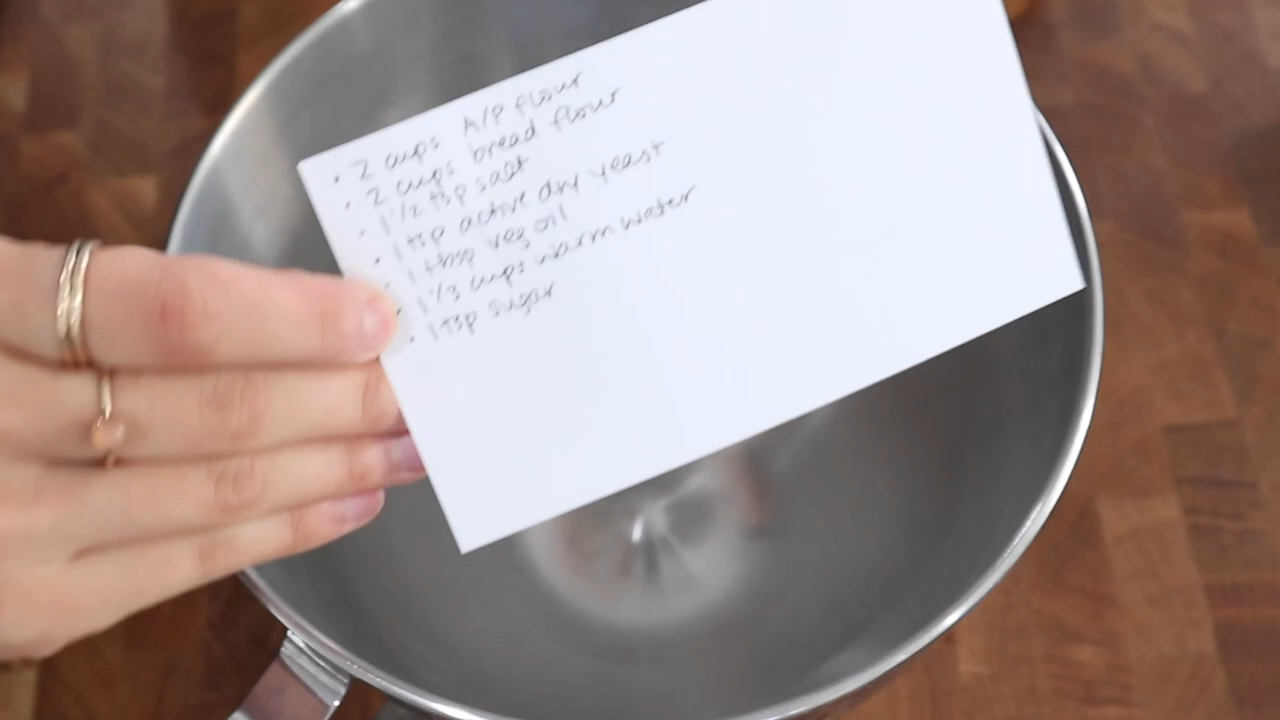 • 2 cups A/P flour
• 2 cups bread flour
• 1 1/2 tsp salt
• 1 tsp active dry yeast
• 1 tbsp veg oil
• 1 1/3 cups warm water
• 1 tsp sugar